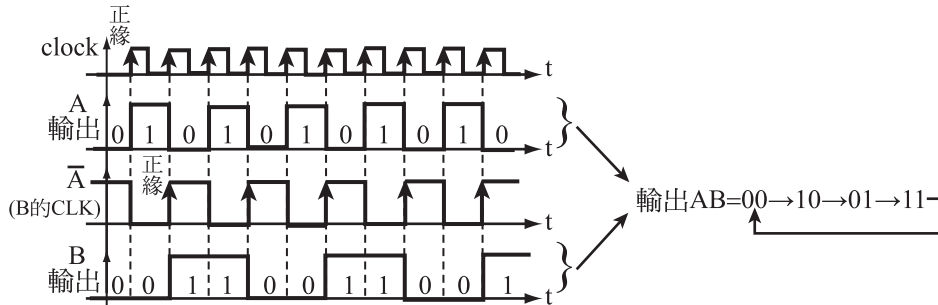 正緣
clock
t
A
輸出
0 1 0 1 0 1 0 1 0 1 0
t
正緣
A̅
(B的CLK)
t
輸出AB=00→10→01→11
B
輸出
0 0 1 1 0 0 1 1 0 0 1
t